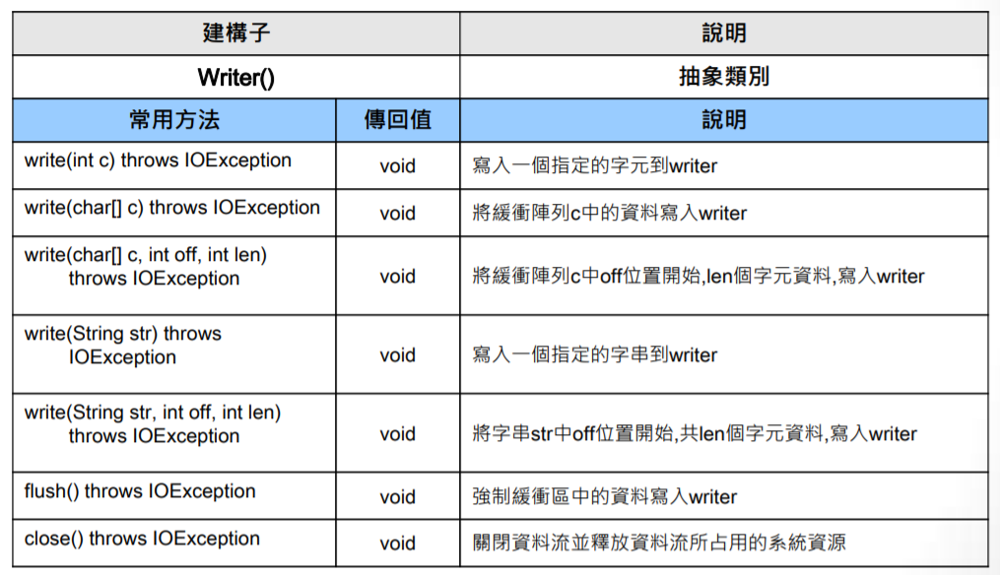 建構子 說明
Writer() 抽象類別
常用方法 傳回值 說明
write(int c) throws IOException void 寫入一個指定的字元到writer
write(char[] c) throws IOException void 將緩衝陣列c中的資料寫入writer
write(char[] c, int off, int len)
throws IOException void 將緩衝陣列c中off位置開始,len個字元資料,寫入writer
write(String str) throws
IOException void 寫入一個指定的字串到writer
write(String str, int off, int len)
throws IOException void 將字串str中off位置開始,共len個字元資料,寫入writer
flush() throws IOException void 強制緩衝區中的資料寫入writer
close() throws IOException void 關閉資料流並釋放資料流所占用的系統資源